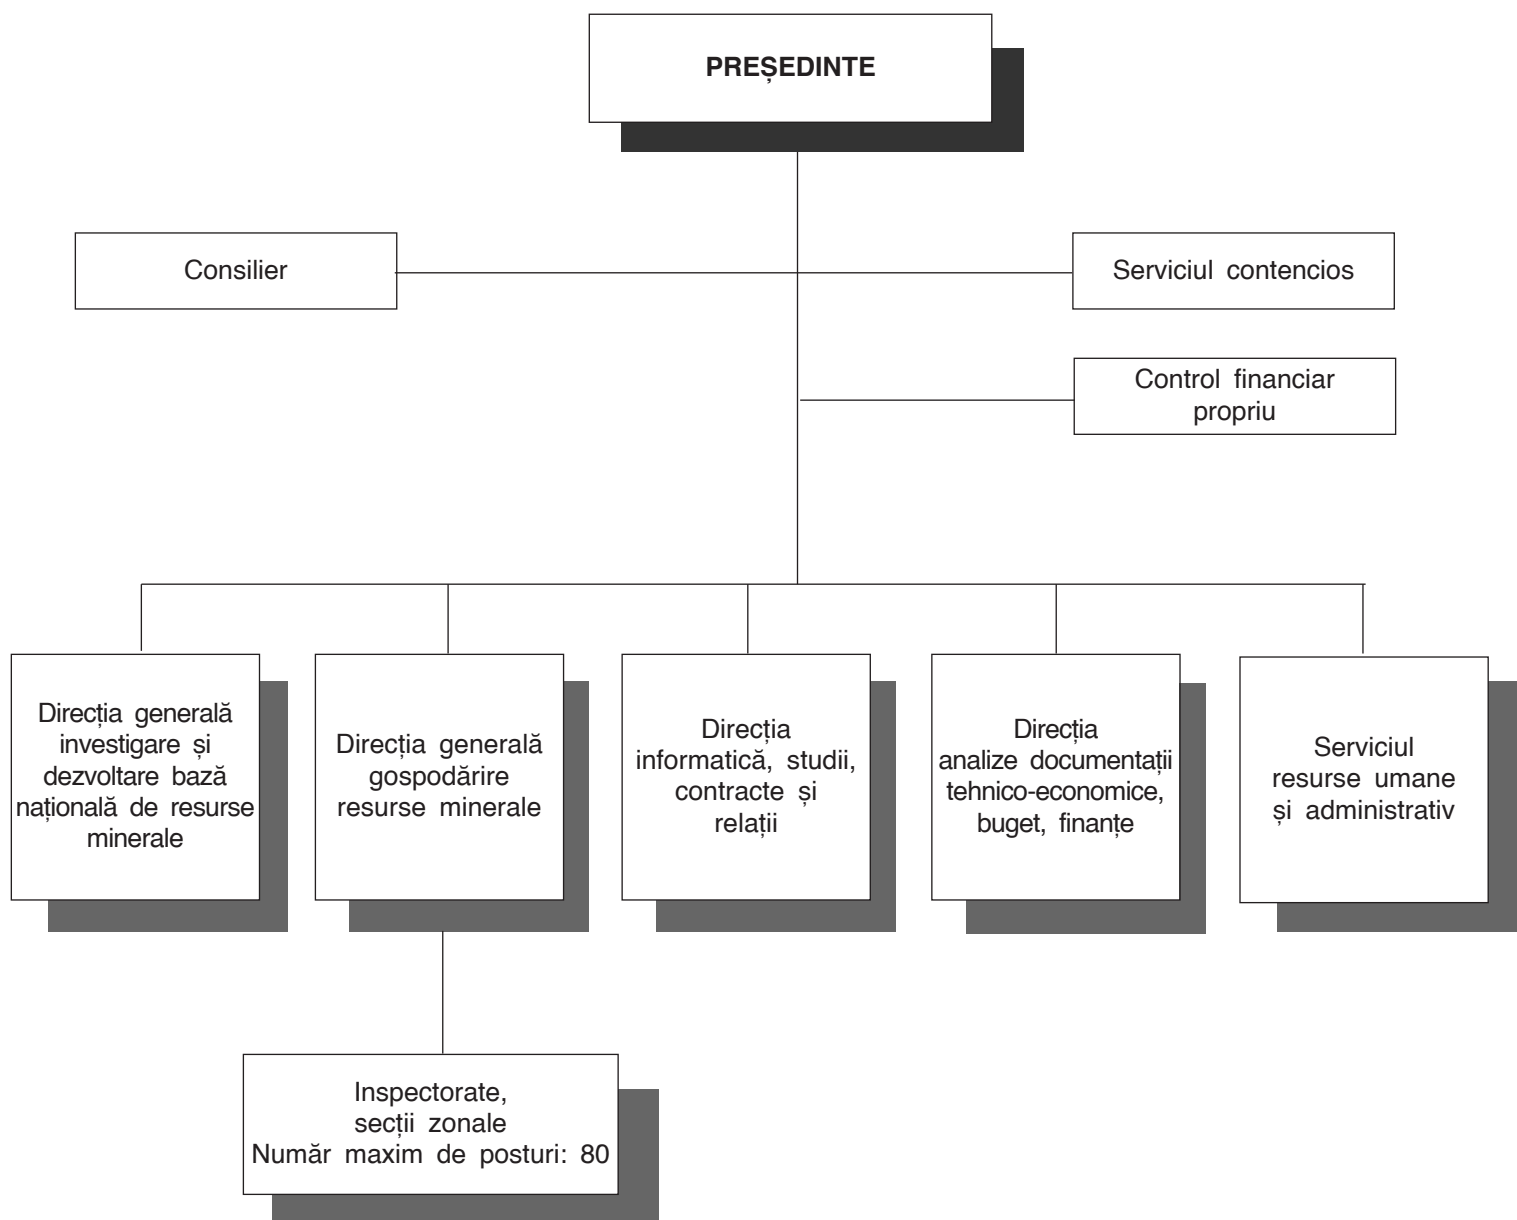 PREȘEDINTE
Consilier
Serviciul contencios
Control financiar
propriu
Direcția generală
investigare și
dezvoltare bază
națională de resurse
minerale
Direcția generală
gospodărire
resurse minerale
Direcția
informatică, studii,
contracte și
relații
Direcția
analize documentații
tehnico-economice,
buget, finanțe
Serviciul
resurse umane
și administrativ
Inspectorate,
secții zonale
Număr maxim de posturi: 80